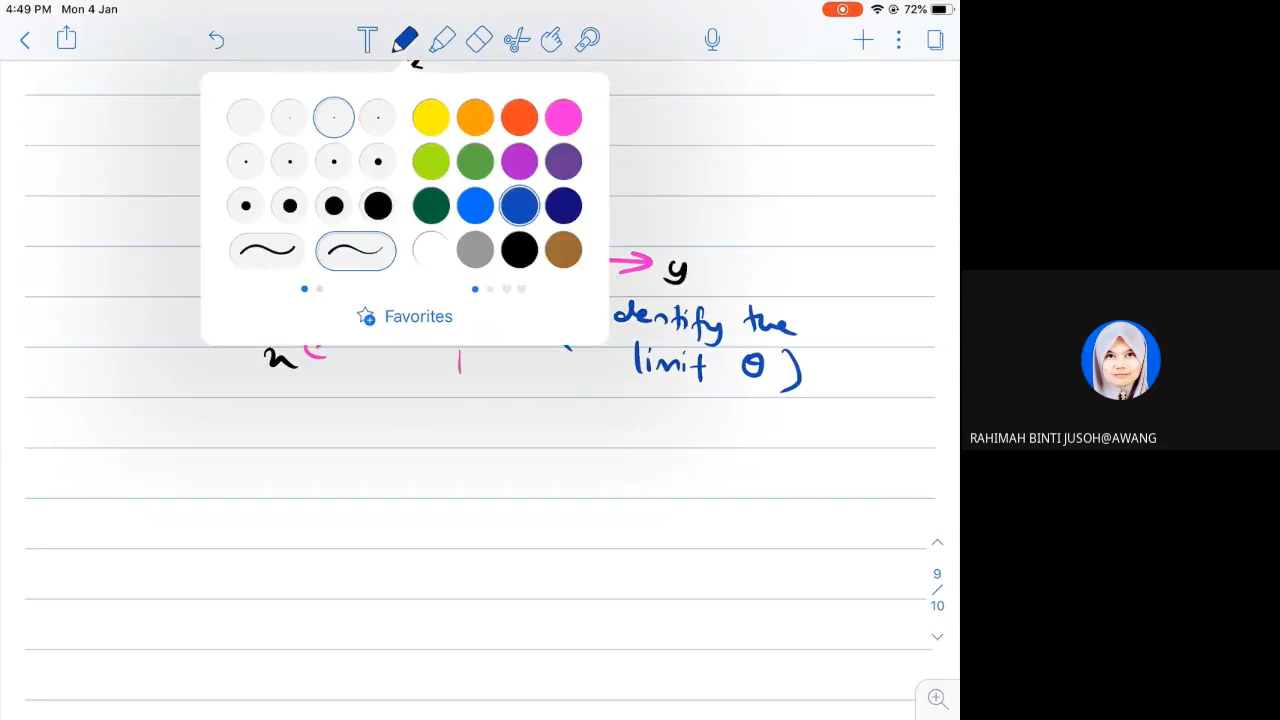 4:49 PM Mon 4 Jan
72%
T
z
y
dentify the
x
limit θ )
Favorites
9
/
10
RAHIMAH BINTI JUSOH@AWANG